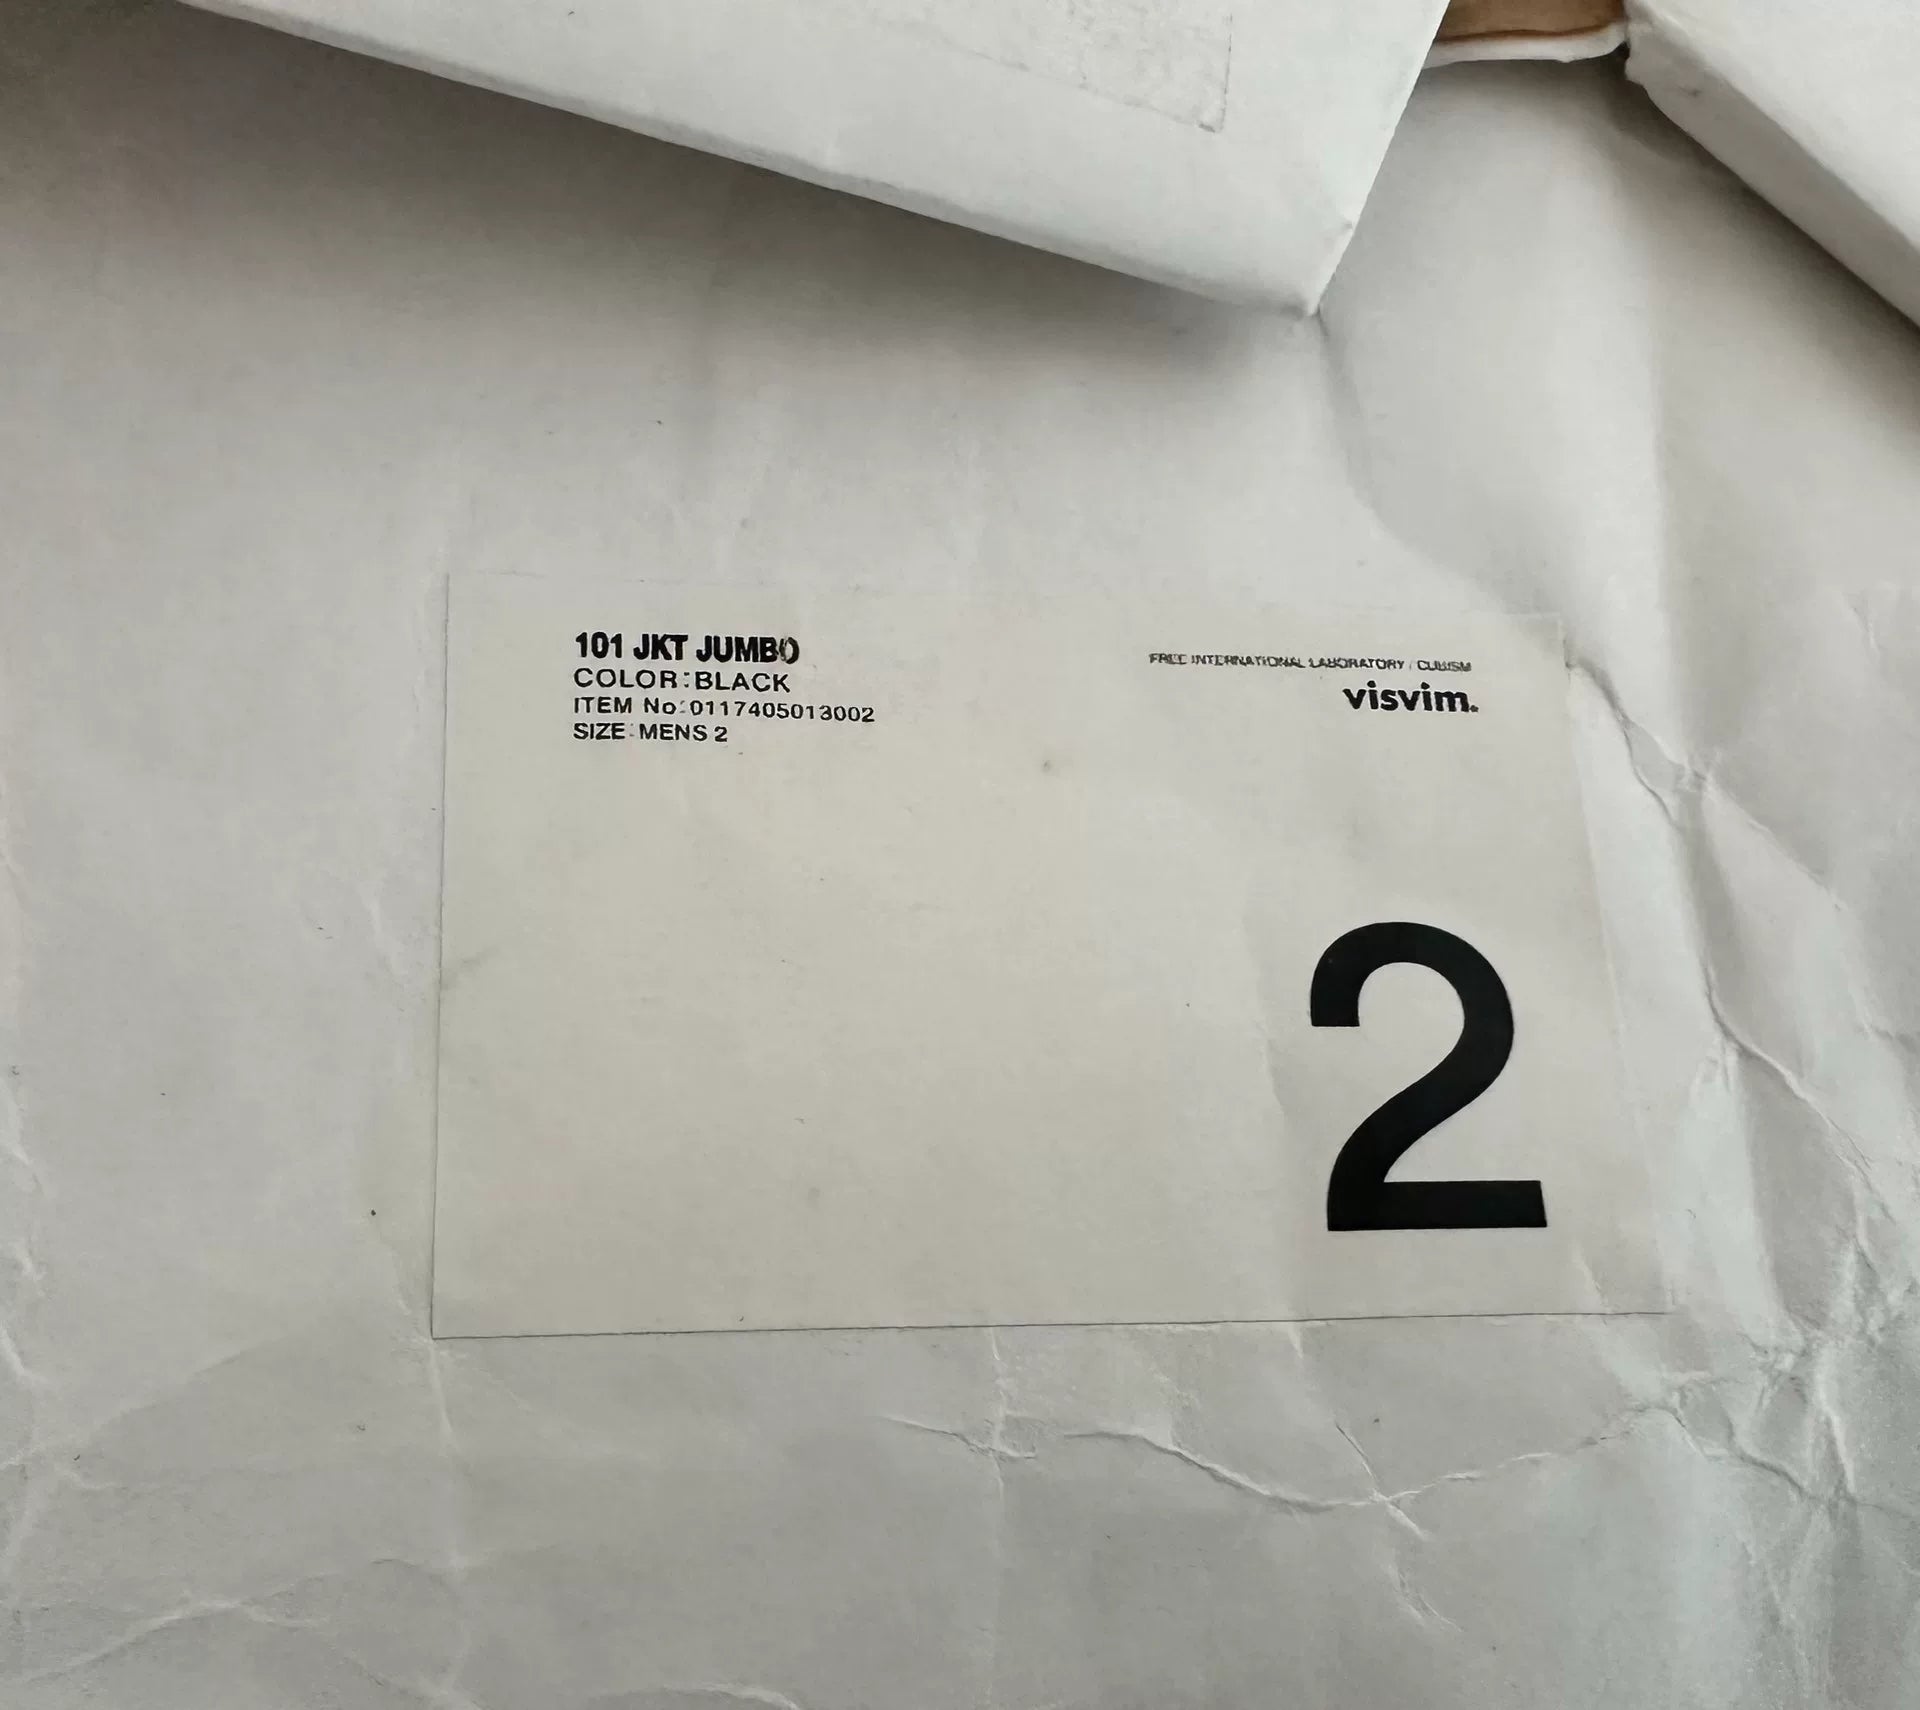 101 JKT JUMBO
COLOR:BLACK
ITEM No:0117405013002
SIZE:MENS 2
FREE INTERNATIONAL LABORATORY / CUBISM
visvim.
2